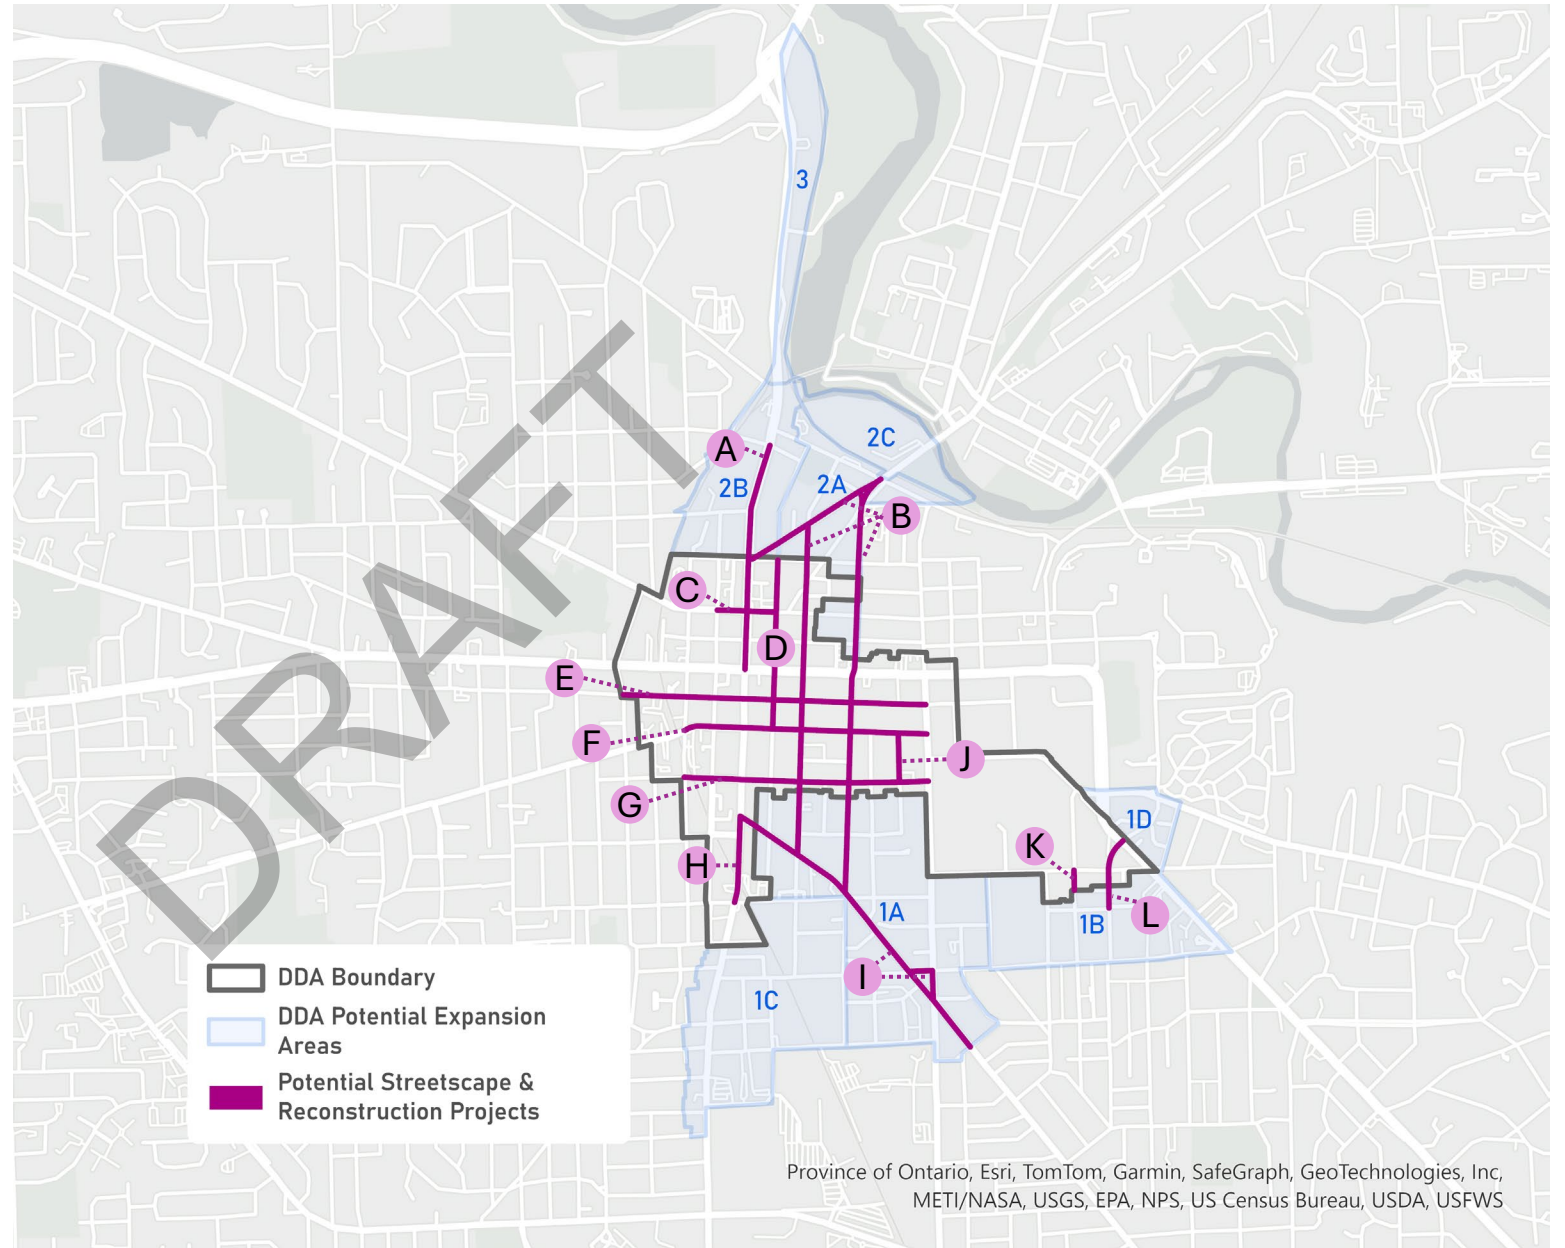 3
2C
A
2B
2A
B
C
D
E
F
J
G
1D
K
H
1A
L
1B
I
1C
DRAFT
DDA Boundary
DDA Potential Expansion
Areas
Potential Streetscape &
Reconstruction Projects
Province of Ontario, Esri, TomTom, Garmin, SafeGraph, GeoTechnologies, Inc,
METI/NASA, USGS, EPA, NPS, US Census Bureau, USDA, USFWS